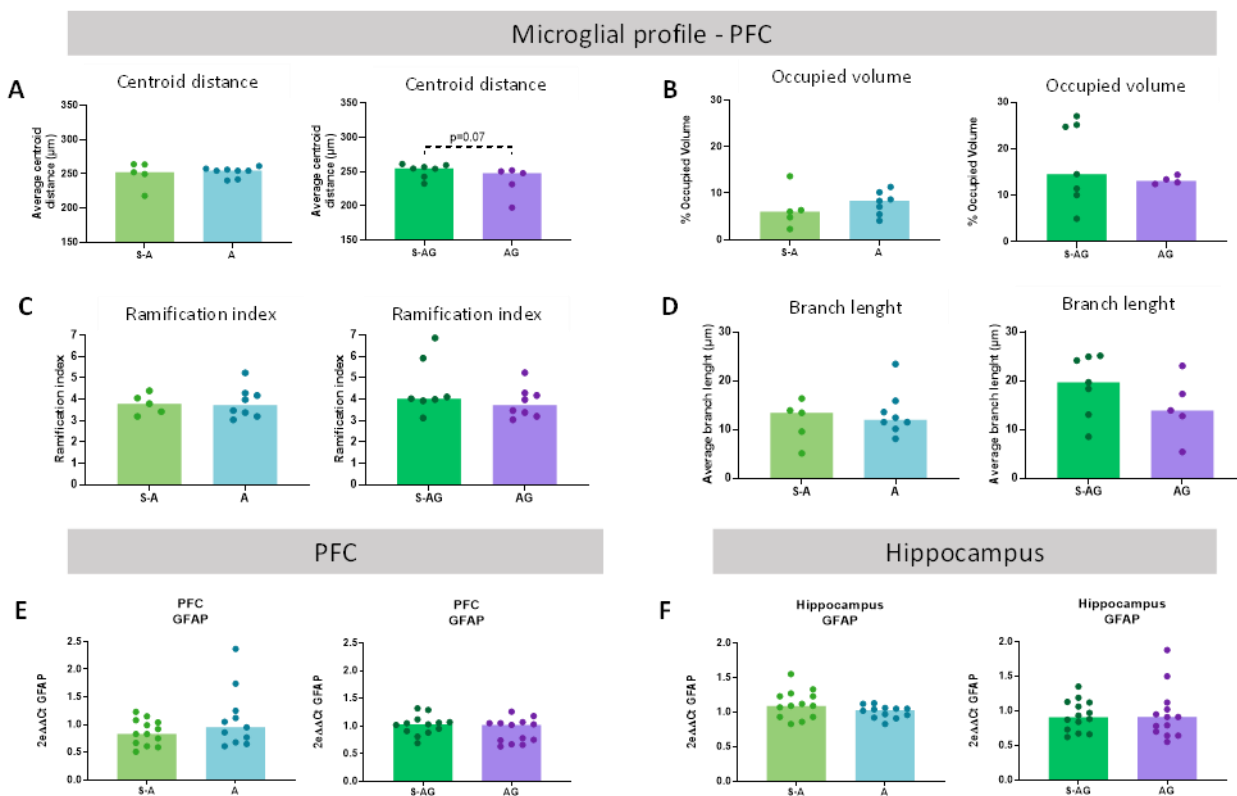 Microglial profile - PFC
A
Centroid distance
Average centroid
distance (µm)
350
300
250
200
150
S-A
A
Centroid distance
Average centroid
distance (µm)
350
300
250
200
150
p=0.07
S-AG
AG
B
Occupied volume
% Occupied Volume
30
20
10
0
S-A
A
Occupied volume
% Occupied Volume
30
20
10
0
S-AG
AG
C
Ramification index
Ramification index
7
6
5
4
3
2
1
0
S-A
A
Ramification index
Ramification index
7
6
5
4
3
2
1
0
S-AG
AG
D
Branch lenght
Average branch lenght (µm)
30
20
10
0
S-A
A
Branch lenght
Average branch lenght (µm)
30
20
10
0
S-AG
AG
PFC
Hippocampus
E
PFC
GFAP
2e∆∆Ct GFAP
2.5
2.0
1.5
1.0
0.5
0.0
S-A
A
PFC
GFAP
2e∆∆Ct GFAP
2.5
2.0
1.5
1.0
0.5
0.0
S-AG
AG
F
Hippocampus
GFAP
2e∆∆Ct GFAP
2.0
1.5
1.0
0.5
0.0
S-A
A
Hippocampus
GFAP
2e∆∆Ct GFAP
2.0
1.5
1.0
0.5
0.0
S-AG
AG